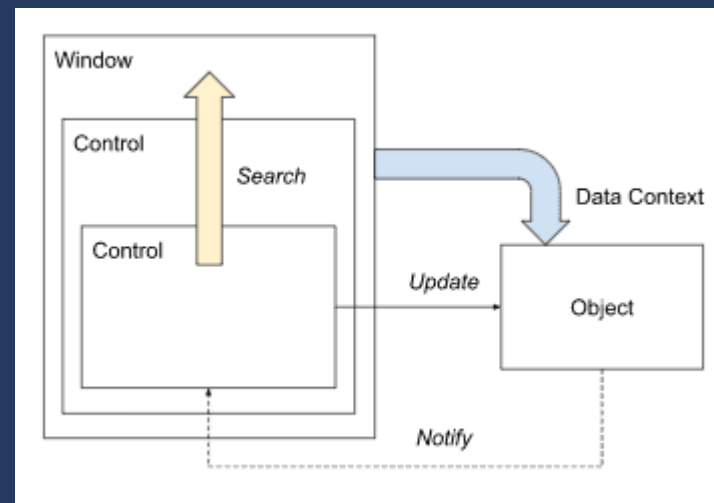 Window
Control
Search
Data Context
Control
Update
Object
Notify